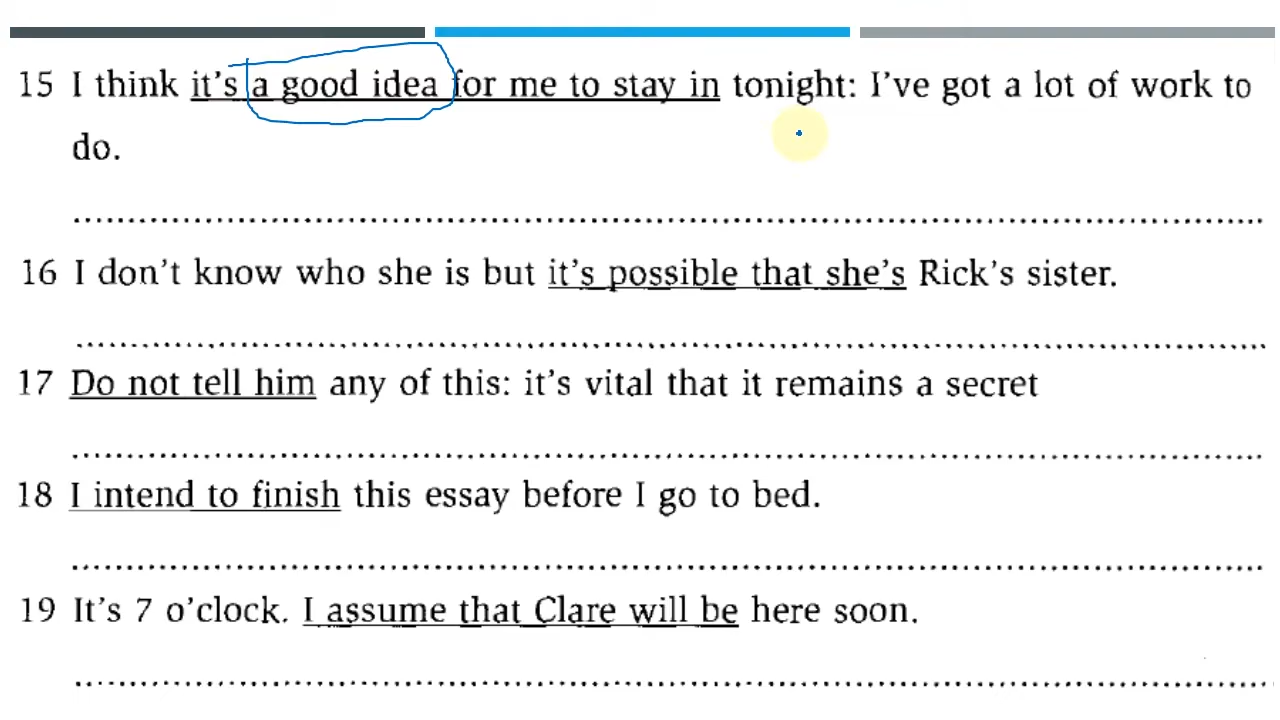 15 I think it's a good idea for me to stay in tonight: I've got a lot of work to
do.
16 I don't know who she is but it's possible that she's Rick's sister.
17 Do not tell him any of this: it's vital that it remains a secret
18 I intend to finish this essay before I go to bed.
19 It's 7 o'clock. I assume that Clare will be here soon.